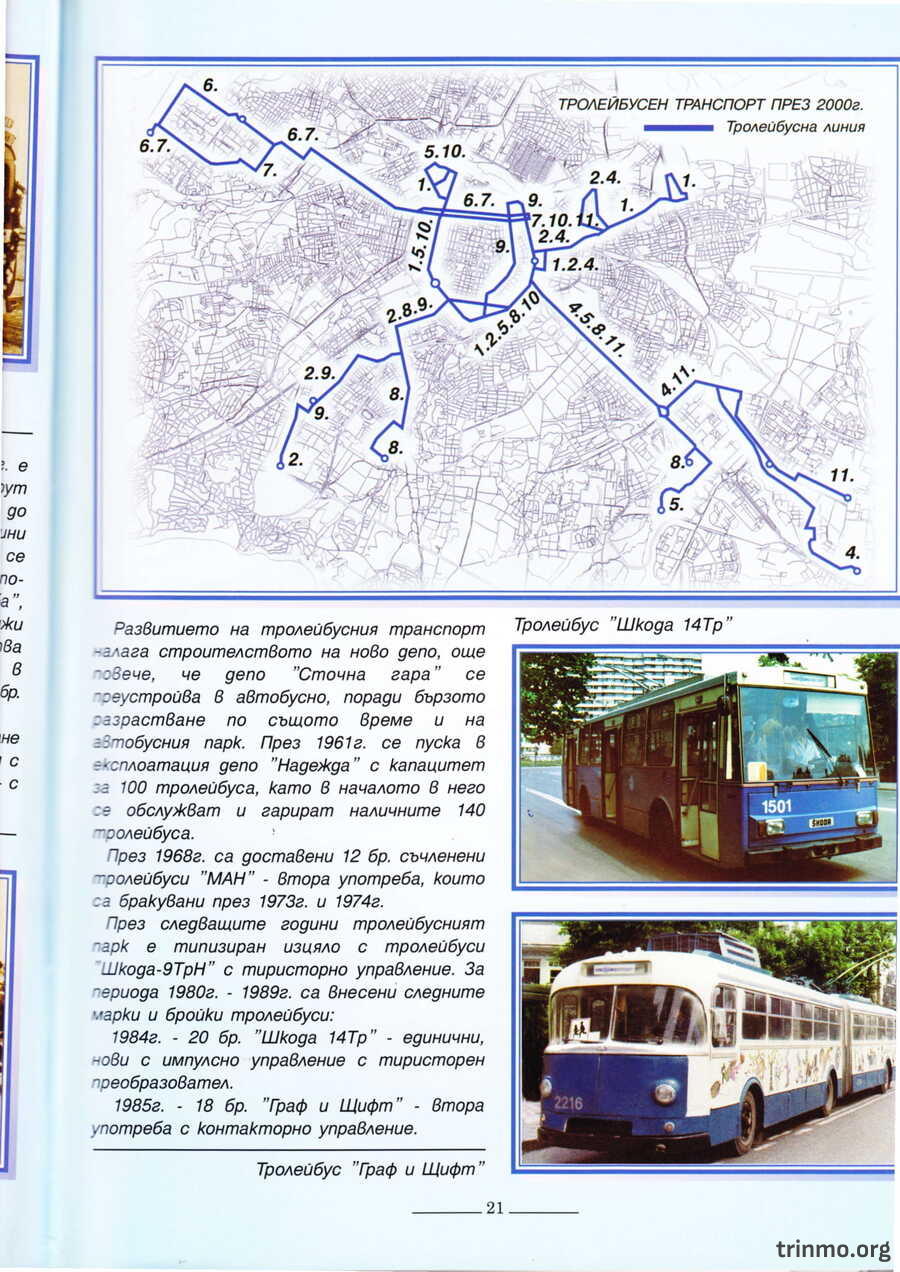 ТРОЛЕЙБУСЕН ТРАНСПОРТ ПРЕЗ 2000г.
Тролейбусна линия
6.
6.7.
6.7.
7.
5.10.
1.
6.7.
9.
2.4.
1.
1.
7.10.11.
2.4.
1.5.10.
9.
1.2.4.
2.8.9.
1.2.5.8.10
4.5.8.11.
2.9.
8.
4.11.
9.
8.
2.
8.
5.
11.
4.
г. е
до
се
по-
а",
в
бр.
с
- с
Развитието на тролейбусния транспорт
налага строителството на ново депо, още
повече, че депо "Сточна гара" се
преустройва в автобусно, поради бързото
разрастване по същото време и на
автобусния парк. През 1961г. се пуска в
експлоатация депо "Надежда" с капацитет
за 100 тролейбуса, като в началото в него
се обслужват и гарират наличните 140
тролейбуса.
През 1968г. са доставени 12 бр. съчленени
тролейбуси "МАН" - втора употреба, които
са бракувани през 1973г. и 1974г.
През следващите години тролейбусният
парк е типизиран изцяло с тролейбуси
"Шкода-9ТрН" с тиристорно управление. За
периода 1980г. - 1989г. са внесени следните
марки и бройки тролейбуси:
1984г. - 20 бр. "Шкода 14Тр" - единични,
нови с импулсно управление с тиристорен
преобразовател.
1985г. - 18 бр. "Граф и Щифт" - втора
употреба с контакторно управление.
Тролейбус "Граф и Щифт"
Тролейбус "Шкода 14Тр"
1501
ŠKODA
2216
21
trinmo.org